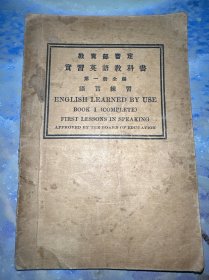 教育部審定
實習英語教科書
第一冊全編
語言練習
ENGLISH LEARNED BY USE
BOOK I (COMPLETE)
FIRST LESSONS IN SPEAKING
APPROVED BY THE BOARD OF EDUCATION